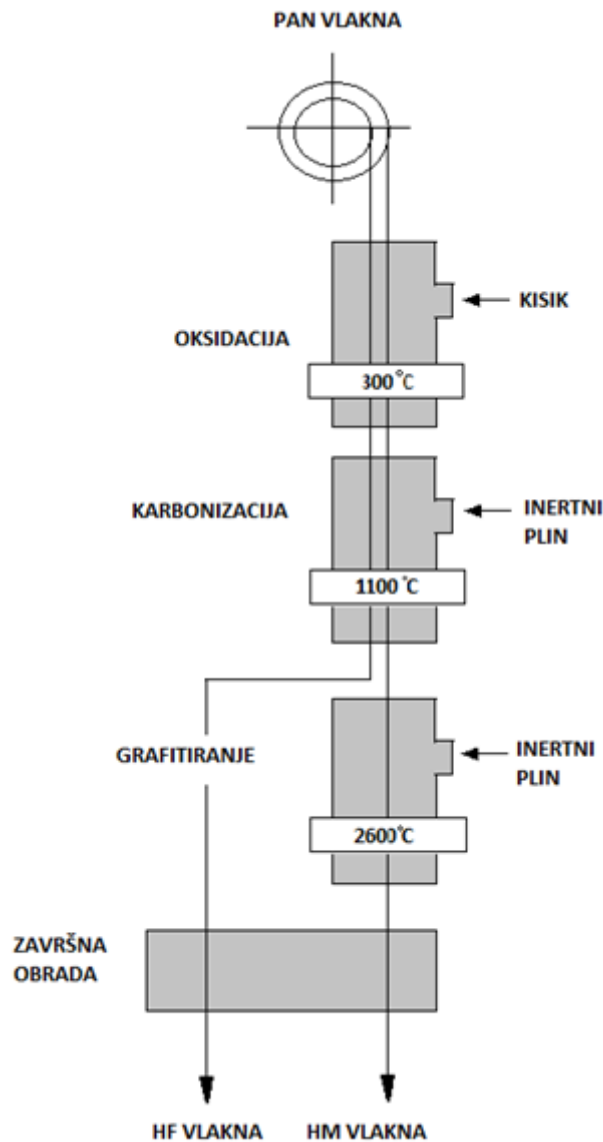 PAN VLAKNA
KISIK
OKSIDACIJA
300°C
KARBONIZACIJA
INERTNI
PLIN
1100°C
GRAFITIRANJE
INERTNI
PLIN
2600°C
ZAVRŠNA
OBRADA
HF VLAKNA HM VLAKNA